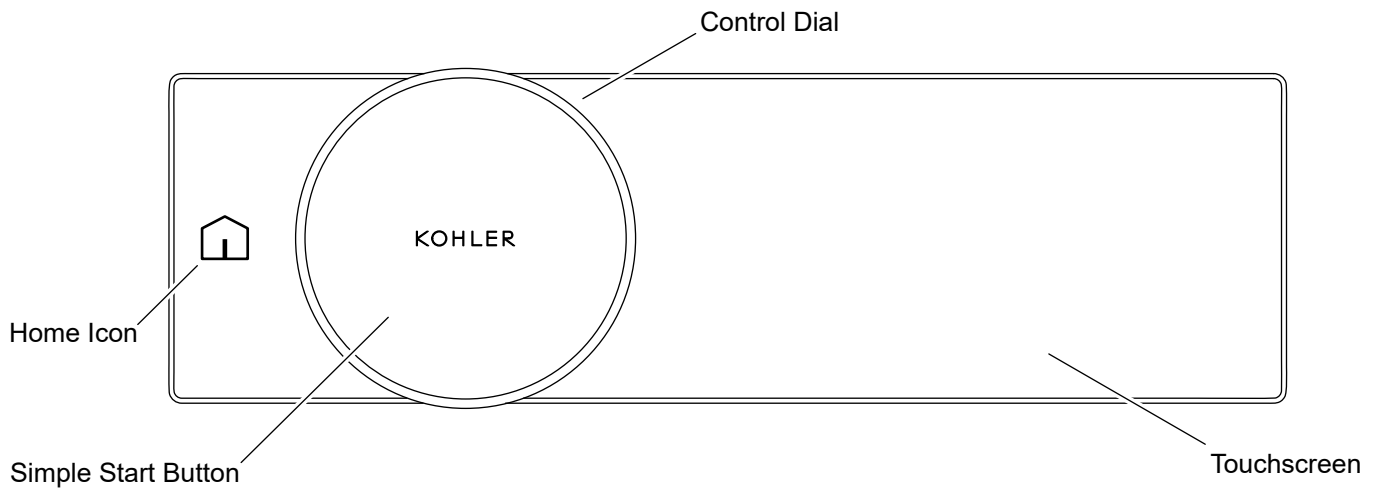 Control Dial
KOHLER
Home Icon
Simple Start Button
Touchscreen